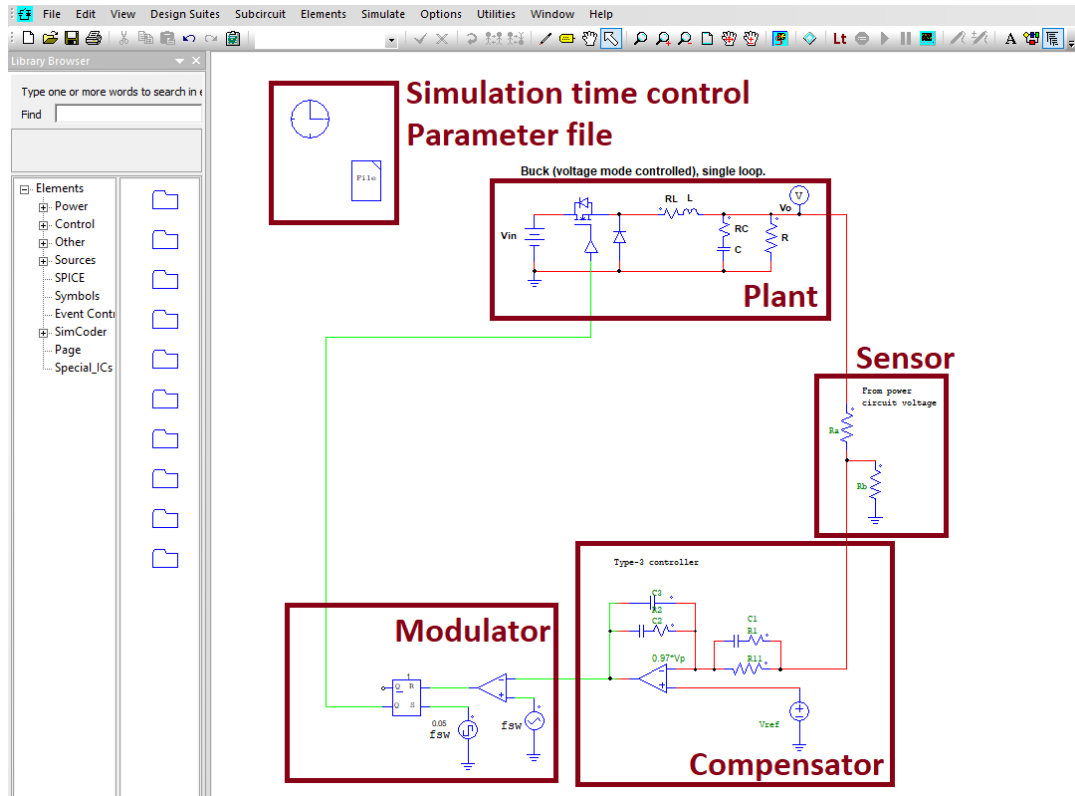 File Edit View Design Suites Subcircuit Elements Simulate Options Utilities Window Help
Lt A
Library Browser
Type one or more words to search in e
Find
Elements
Power
Control
Other
Sources
SPICE
Symbols
Event Contr
SimCoder
Page
Special_ICs
Simulation time control
Parameter file
File
Buck (voltage mode controlled), single loop.
Vin
RL L
RC
C
R
Vo
V
Plant
Sensor
From power
circuit voltage
Ra
Rb
Type-3 controller
C3
R2
C2
C1
R1
R11
0.97*Vp
Vref
Compensator
Modulator
1
Q R
Q S
0.05
fsw
fsw